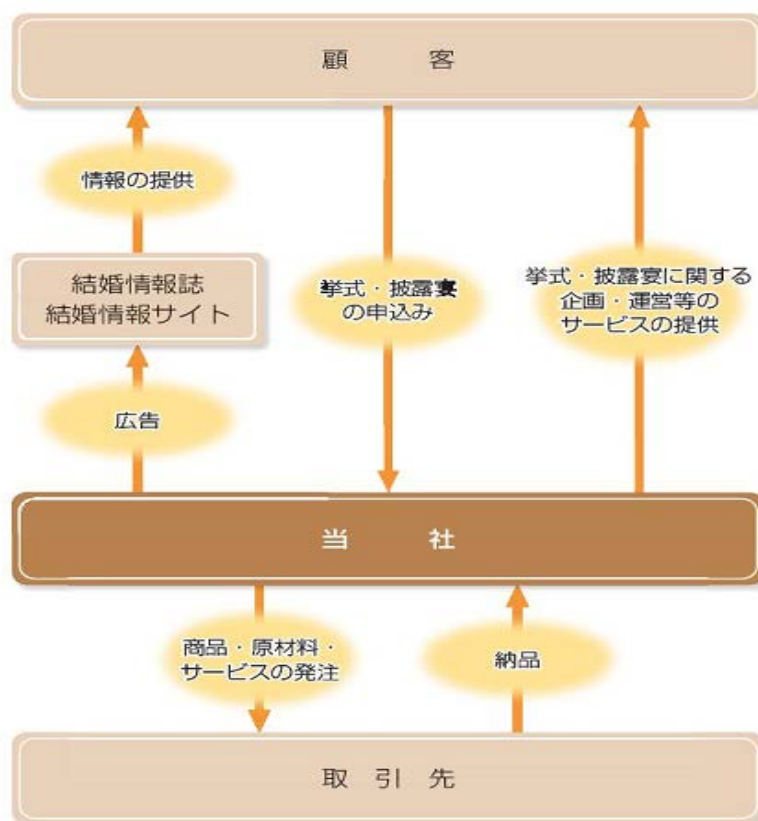 顧 客
情報の提供
結婚情報誌
結婚情報サイト
挙式・披露宴
の申込み
挙式・披露宴に関する
企画・運営等の
サービスの提供
広告
当 社
商品・原材料・
サービスの発注
納品
取 引 先